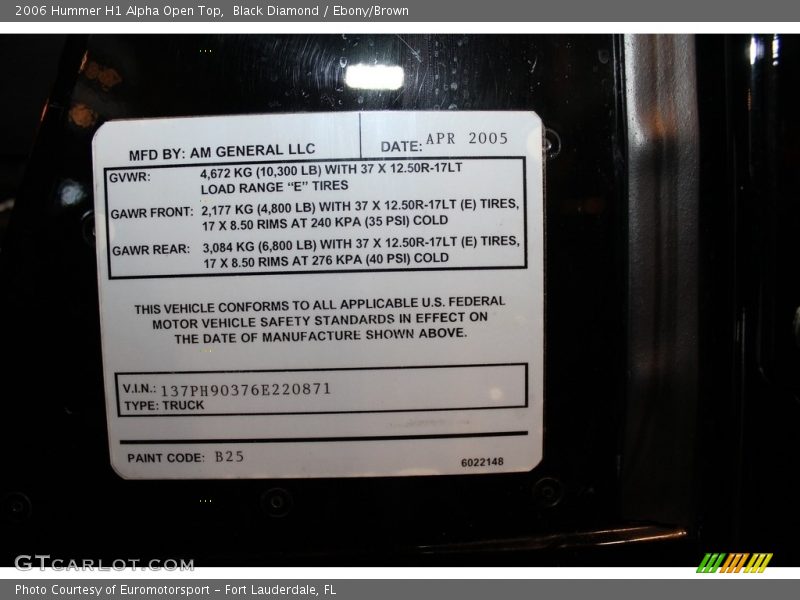 2006 Hummer H1 Alpha Open Top,  Black Diamond / Ebony/Brown
MFD BY: AM GENERAL LLC
DATE: APR 2005
GVWR: 4,672 KG (10,300 LB) WITH 37 X 12.50R-17LT
LOAD RANGE “E” TIRES
GAWR FRONT: 2,177 KG (4,800 LB) WITH 37 X 12.50R-17LT (E) TIRES,
17 X 8.50 RIMS AT 240 KPA (35 PSI) COLD
GAWR REAR: 3,084 KG (6,800 LB) WITH 37 X 12.50R-17LT (E) TIRES,
17 X 8.50 RIMS AT 276 KPA (40 PSI) COLD
THIS VEHICLE CONFORMS TO ALL APPLICABLE U.S. FEDERAL
MOTOR VEHICLE SAFETY STANDARDS IN EFFECT ON
THE DATE OF MANUFACTURE SHOWN ABOVE.
V.I.N.: 137PH90376E220871
TYPE: TRUCK
PAINT CODE: B25
6022148
GTCARLOT.COM
Photo Courtesy of Euromotorsport – Fort Lauderdale, FL